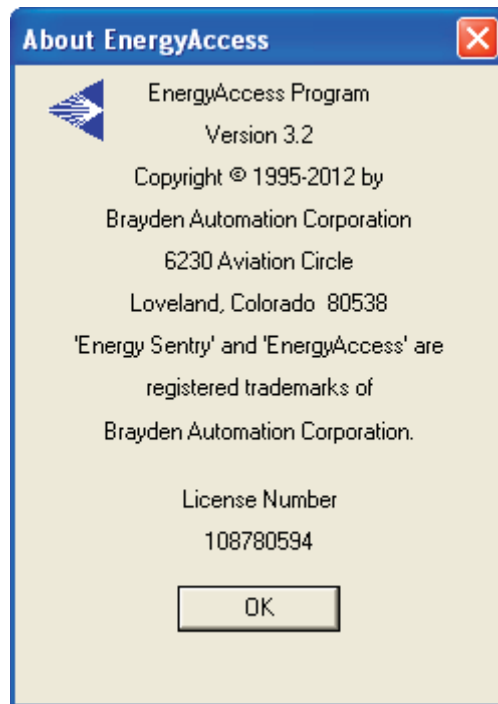 About EnergyAccess
EnergyAccess Program
Version 3.2
Copyright © 1995-2012 by
Brayden Automation Corporation
6230 Aviation Circle
Loveland, Colorado  80538
'Energy Sentry' and 'EnergyAccess' are
registered trademarks of
Brayden Automation Corporation.
License Number
108780594
OK